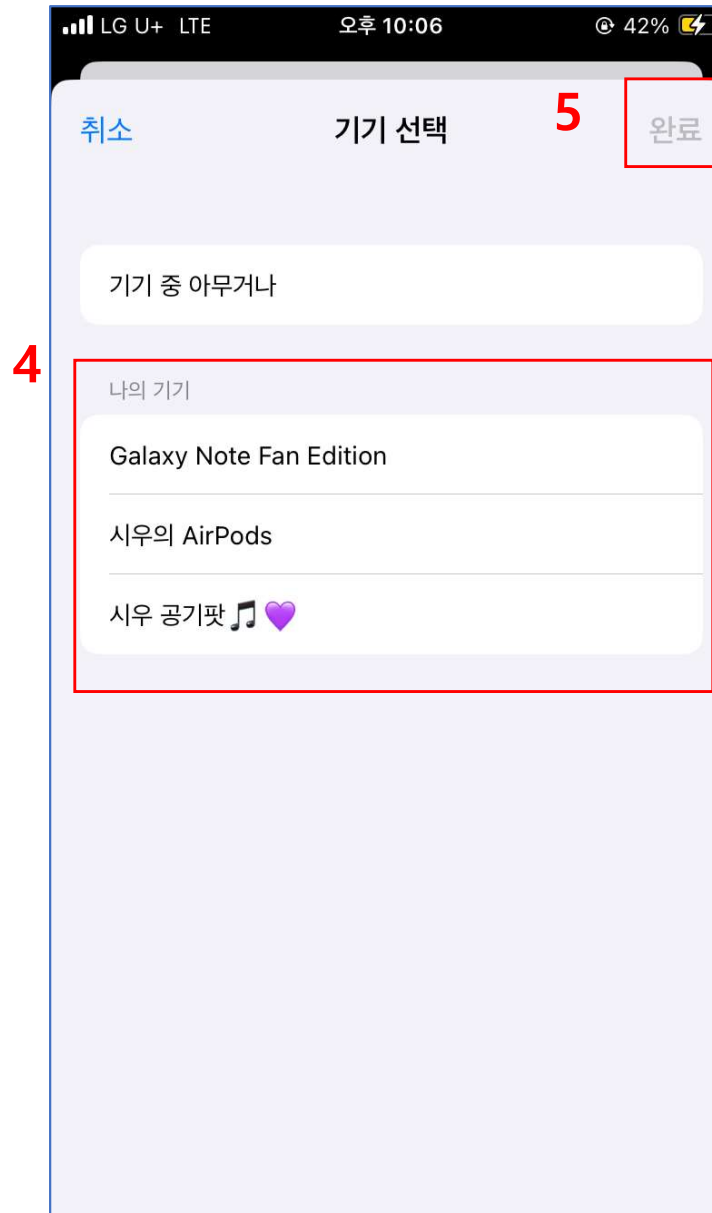 LG U+ LTE 오후 10:06 42%
취소 기기 선택 5 완료
기기 중 아무거나
4
나의 기기
Galaxy Note Fan Edition
시우의 AirPods
시우 공기팟🎵💜